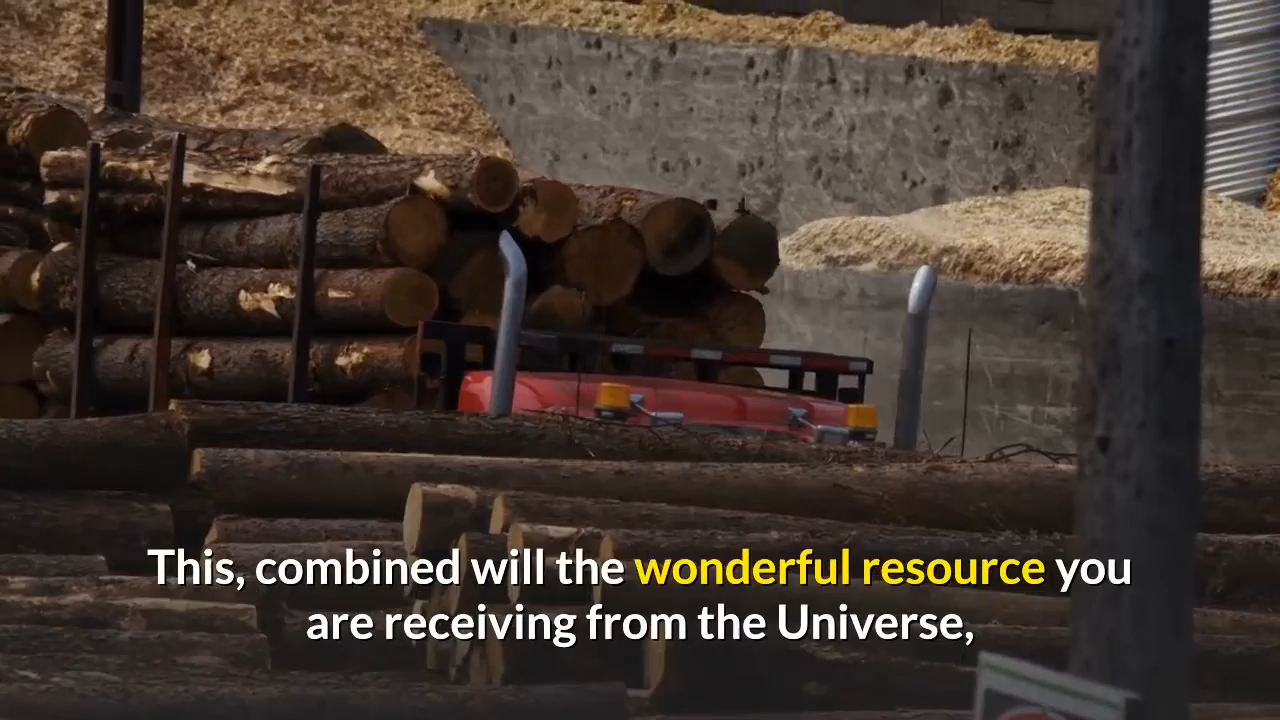 This, combined will the wonderful resource you
are receiving from the Universe,